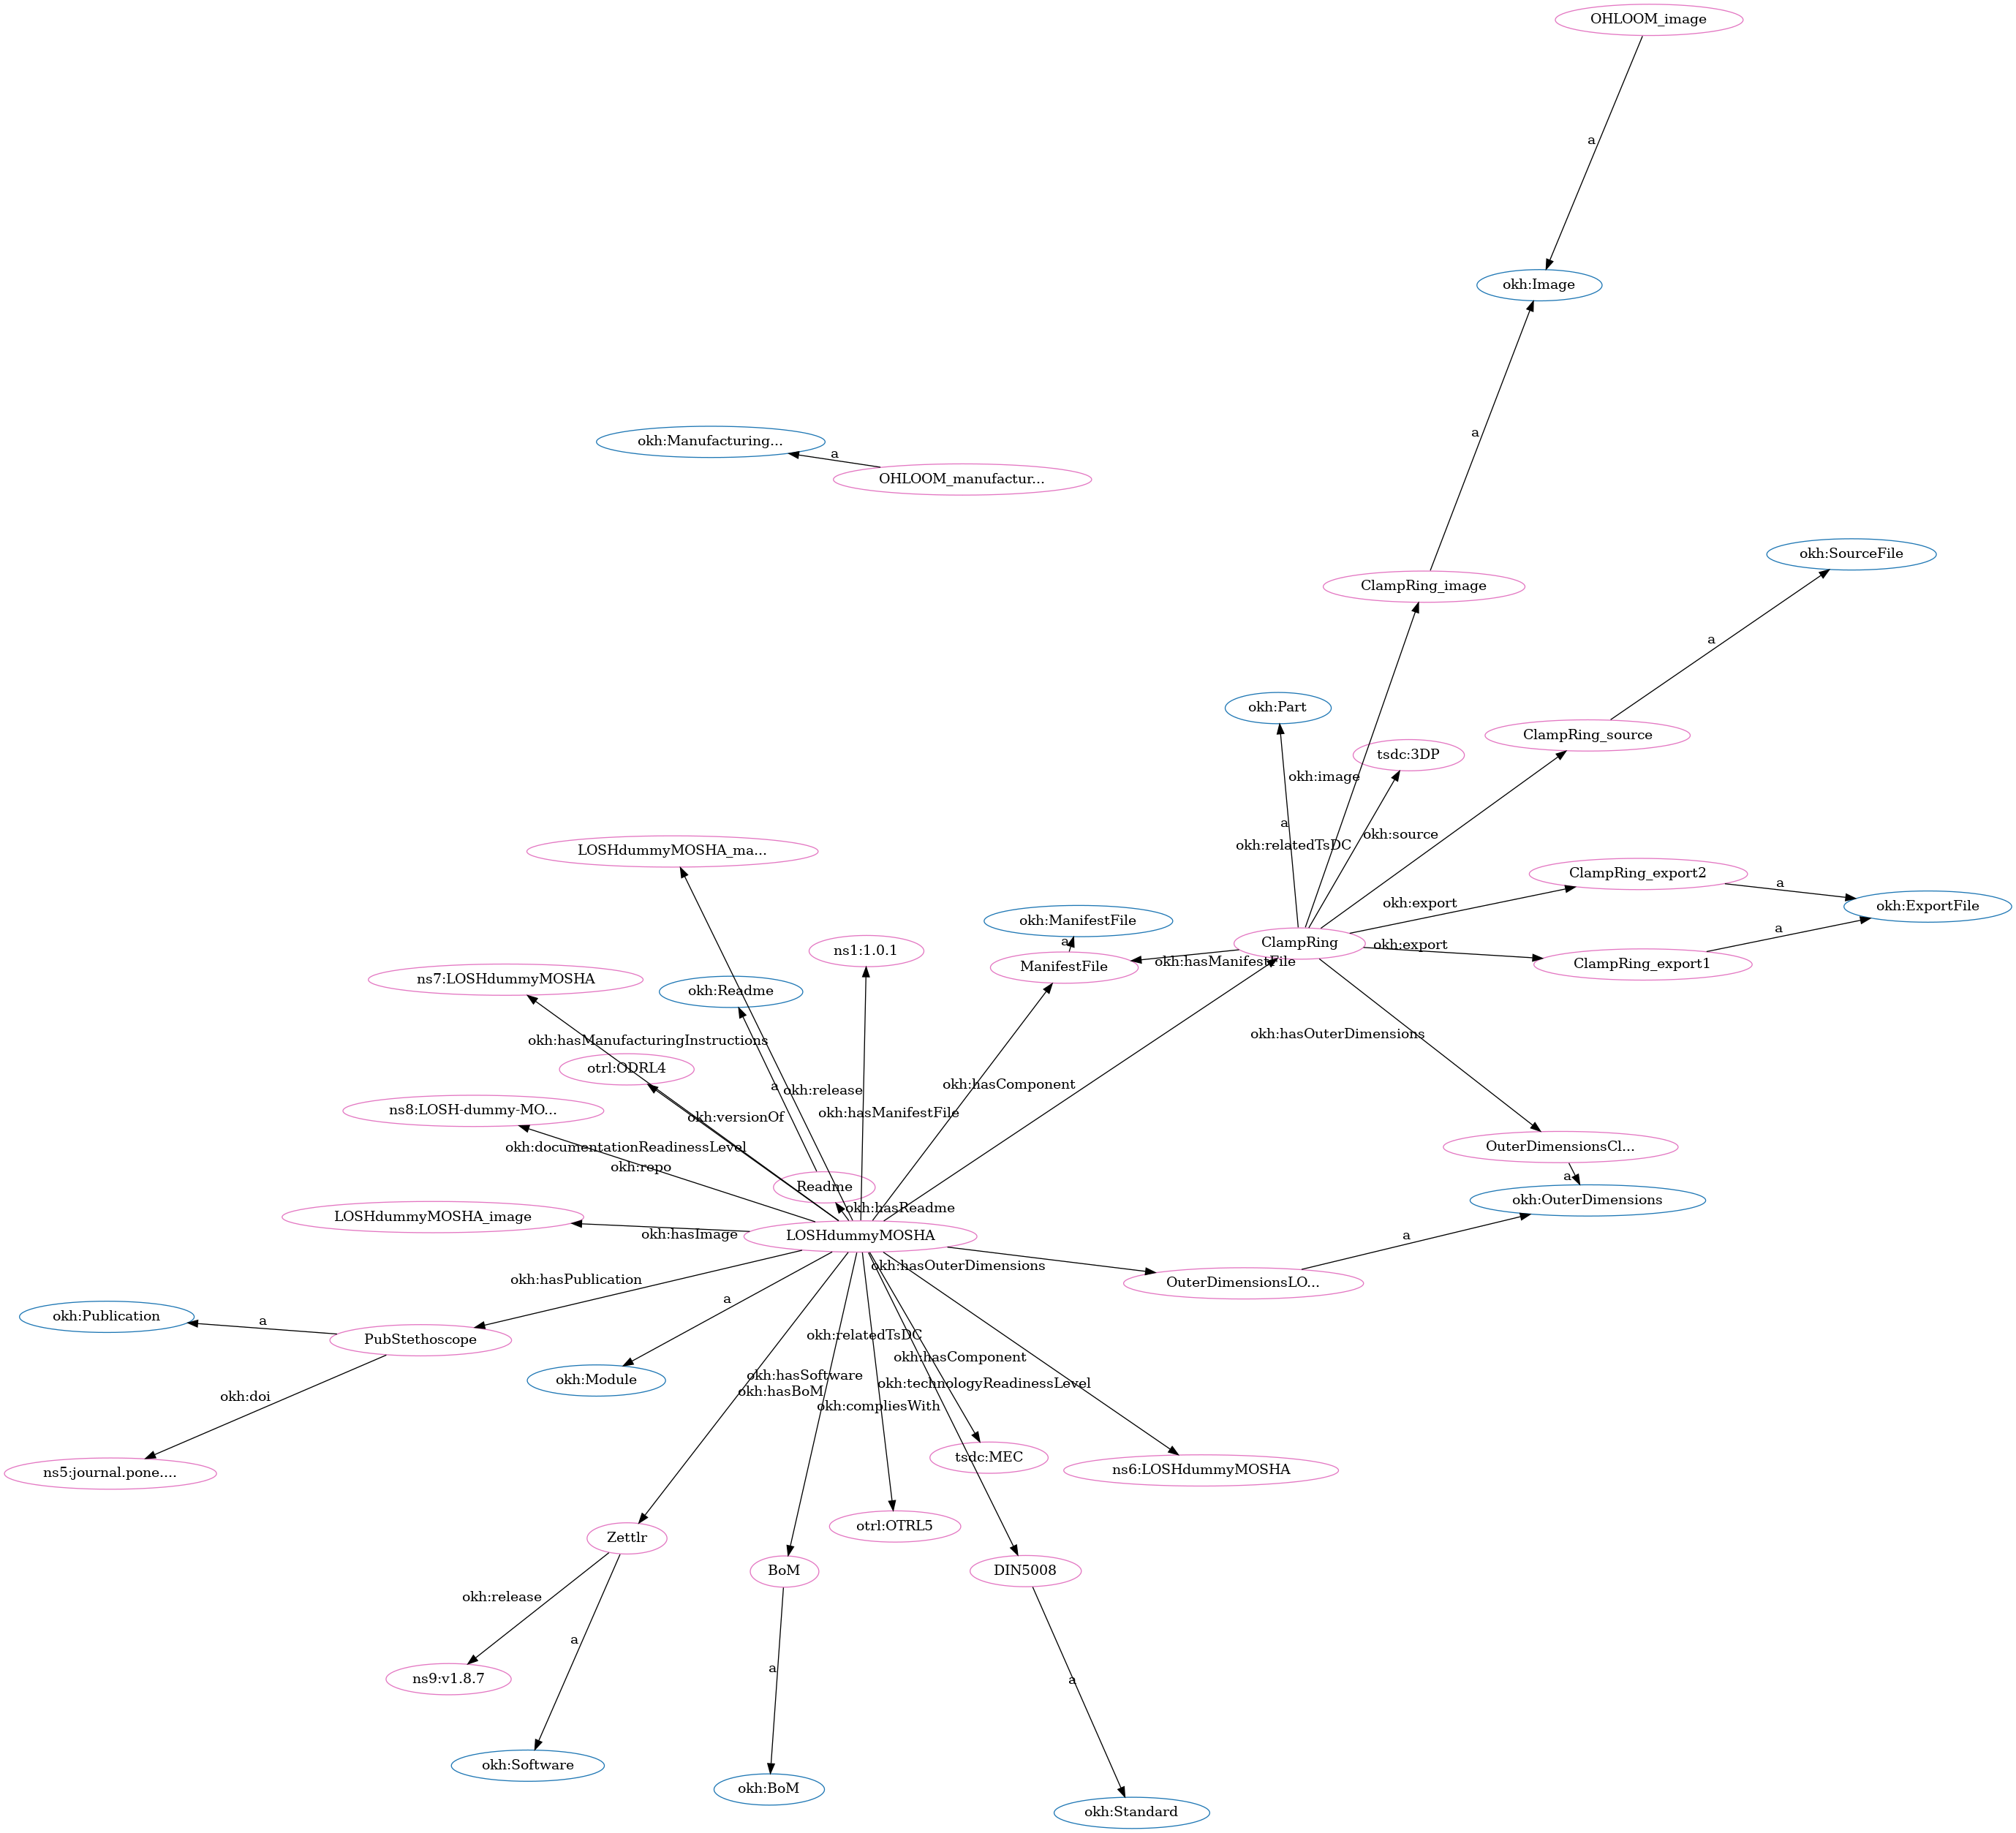 OHLOOM_image
a
okh:Image
okh:Manufacturing...
a
OHLOOM_manufactur...
a
okh:SourceFile
ClampRing_image
a
okh:Part
ClampRing_source
tsdc:3DP
okh:image
a
okh:source
okh:relatedTsDC
LOSHdummyMOSHA_ma...
ClampRing_export2
a
okh:export
okh:ExportFile
okh:ManifestFile
a
a
ClampRing
okh:export
ns1:1.0.1
okh:hasManifestFile
ManifestFile
ClampRing_export1
ns7:LOSHdummyMOSHA
okh:Readme
okh:hasOuterDimensions
okh:hasManufacturingInstructions
otrl:ODRL4
a
okh:release
okh:hasComponent
ns8:LOSH-dummy-MO...
okh:versionOf
okh:hasManifestFile
okh:documentationReadinessLevel
OuterDimensionsCl...
okh:repo
a
Readme
okh:OuterDimensions
okh:hasReadme
LOSHdummyMOSHA_image
okh:hasImage
LOSHdummyMOSHA
a
okh:hasOuterDimensions
okh:hasPublication
OuterDimensionsLO...
a
okh:Publication
a
PubStethoscope
okh:relatedTsDC
okh:hasComponent
okh:Module
okh:hasSoftware
okh:technologyReadinessLevel
okh:hasBoM
okh:doi
okh:compliesWith
tsdc:MEC
ns5:journal.pone....
ns6:LOSHdummyMOSHA
otrl:OTRL5
Zettlr
BoM
DIN5008
okh:release
a
a
a
ns9:v1.8.7
okh:Software
okh:BoM
okh:Standard